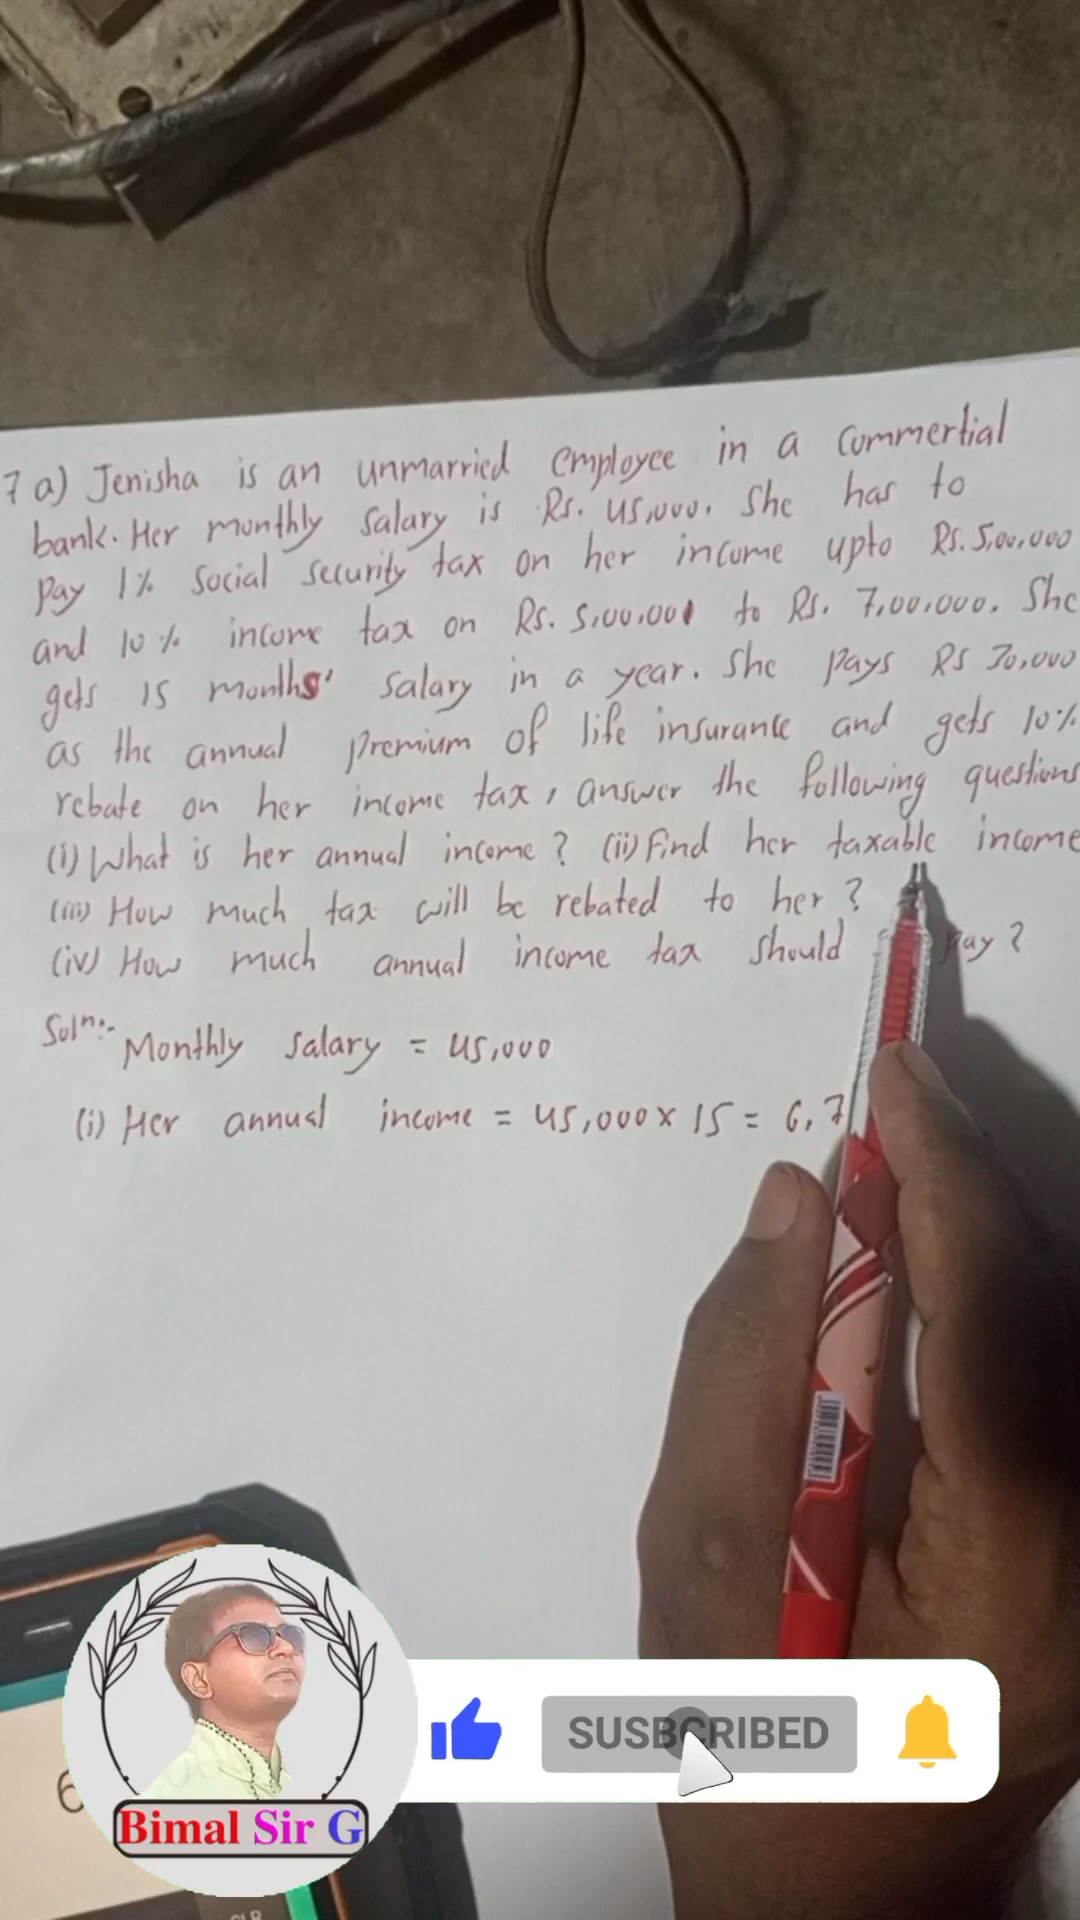 7 a) Jenisha is an unmarried employee in a commertial
bank. Her monthly salary is Rs. 45,000. She has to
Pay 1% social security tax on her income upto Rs. 5,00,000
and 10% income tax on Rs. 5,00,001 to Rs. 7,00,000. She
gets 15 months' salary in a year. She pays Rs 30,000
as the annual premium of life insurance and gets 10%
rebate on her income tax, answer the following questions
(i) What is her annual income? (ii) Find her taxable income
(iii) How much tax will be rebated to her?
(iv) How much annual income tax should pay?
Soln:-
Monthly salary = 45,000
(i) Her annual income = 45,000 x 15 = 6,7
6
CLR
SUSBCRIBED
Bimal Sir G